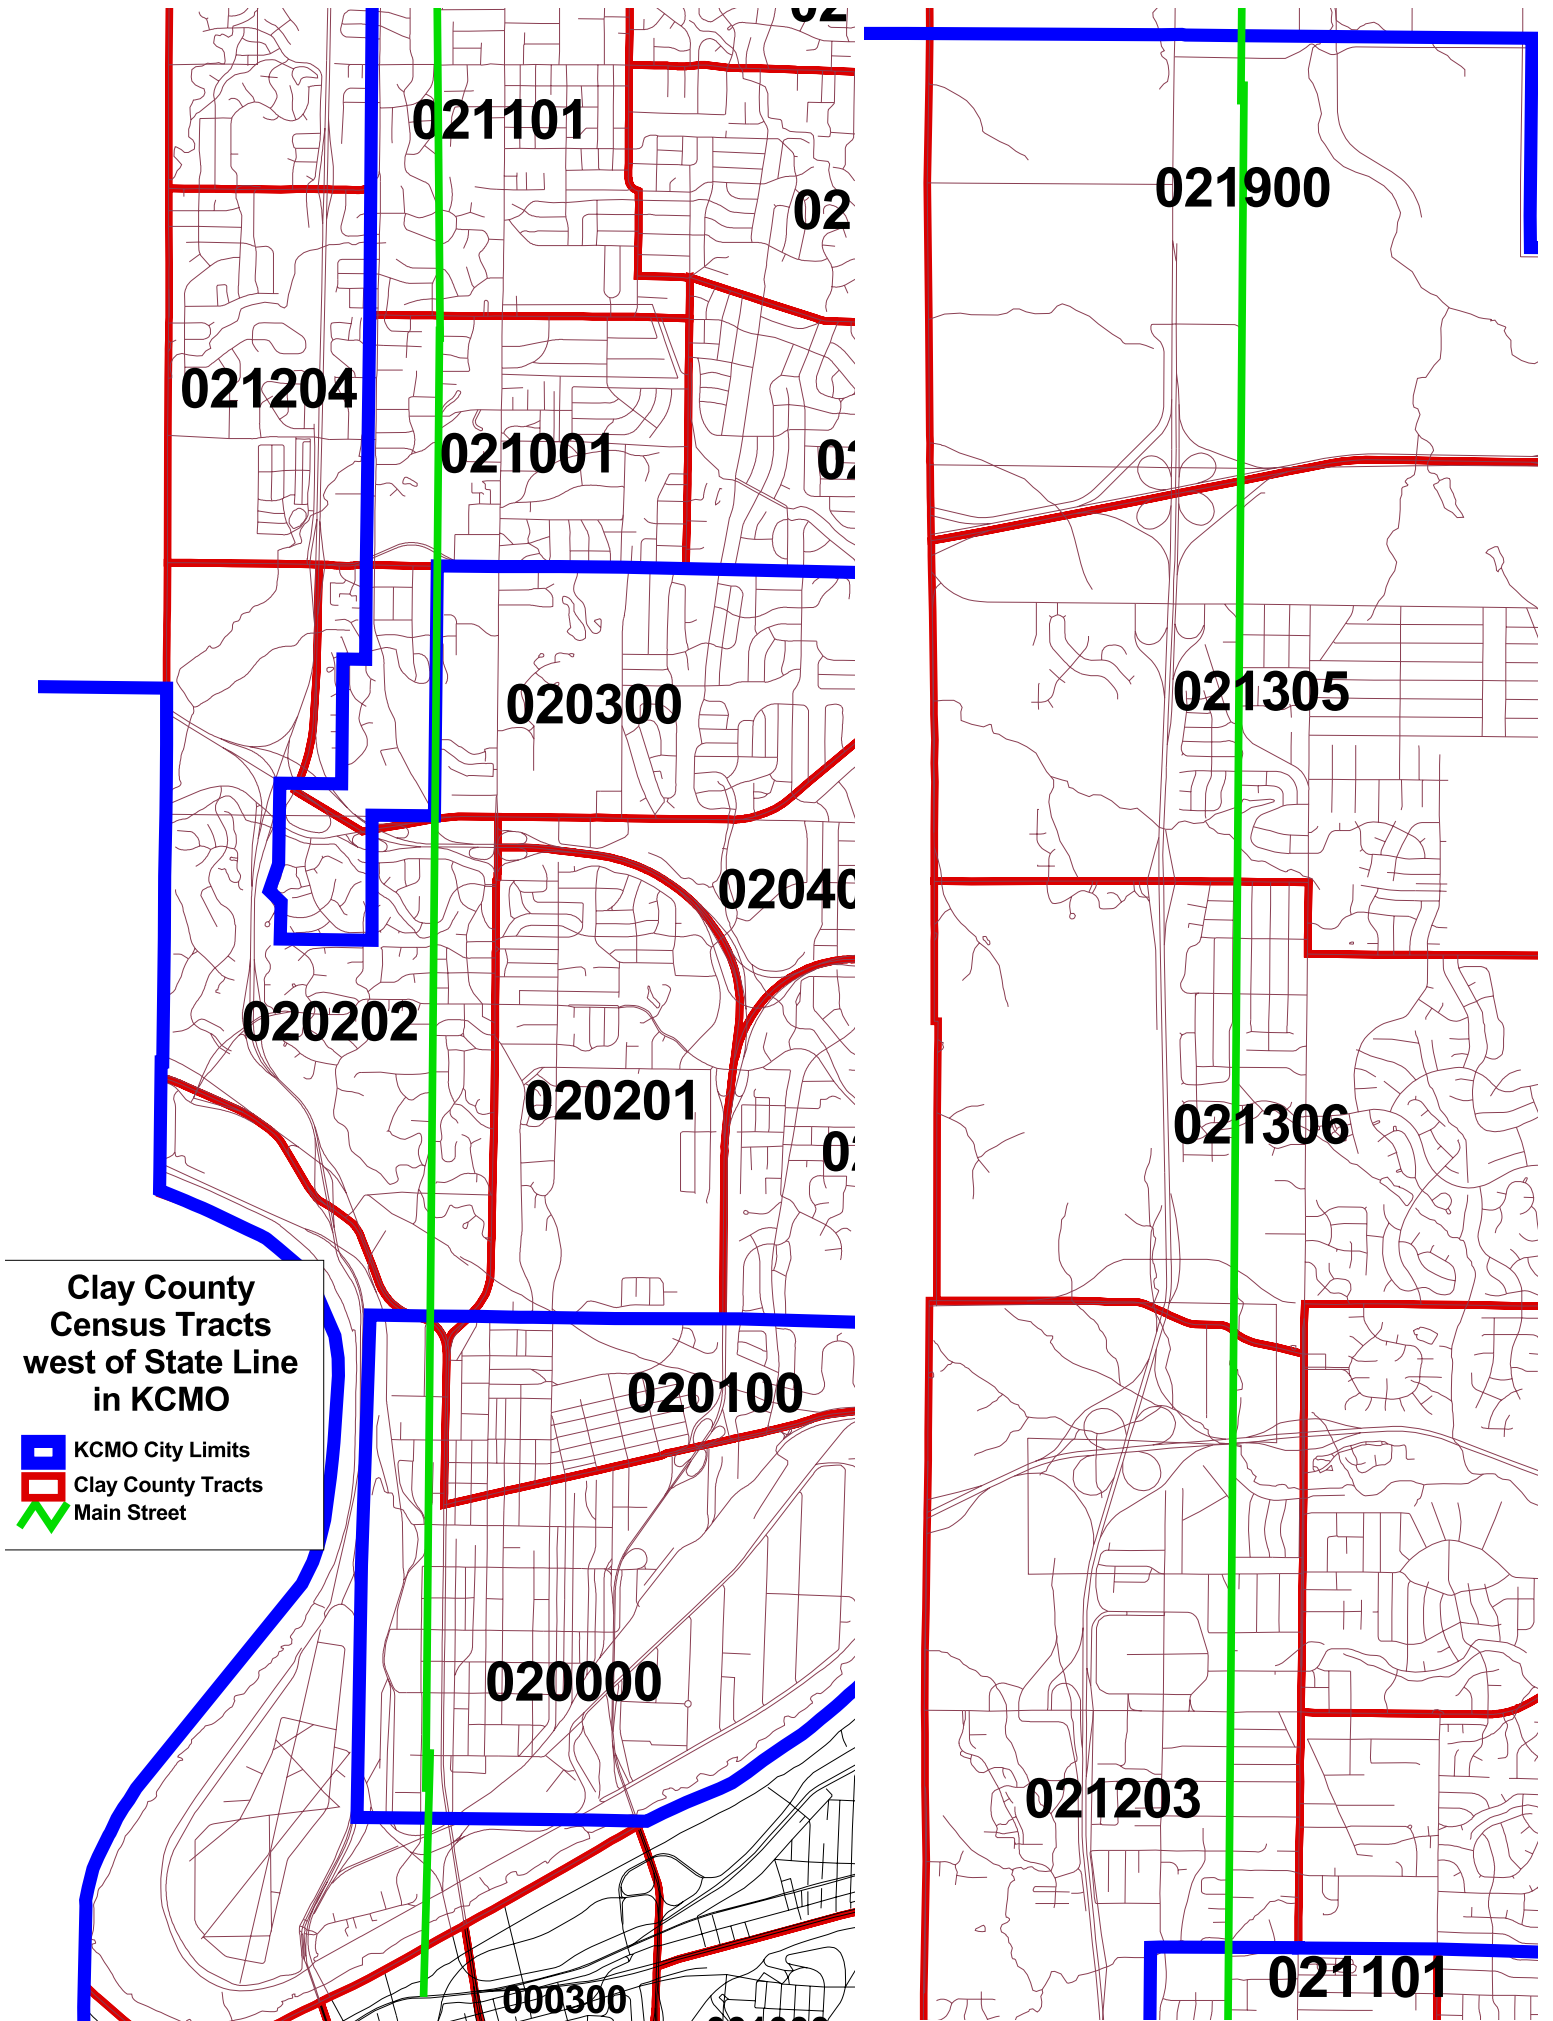 021101
021204
021001
020300
020202
020201
020100
020000
000300
021900
021305
021306
021203
021101
Clay County
Census Tracts
west of State Line
in KCMO
KCMO City Limits
Clay County Tracts
Main Street